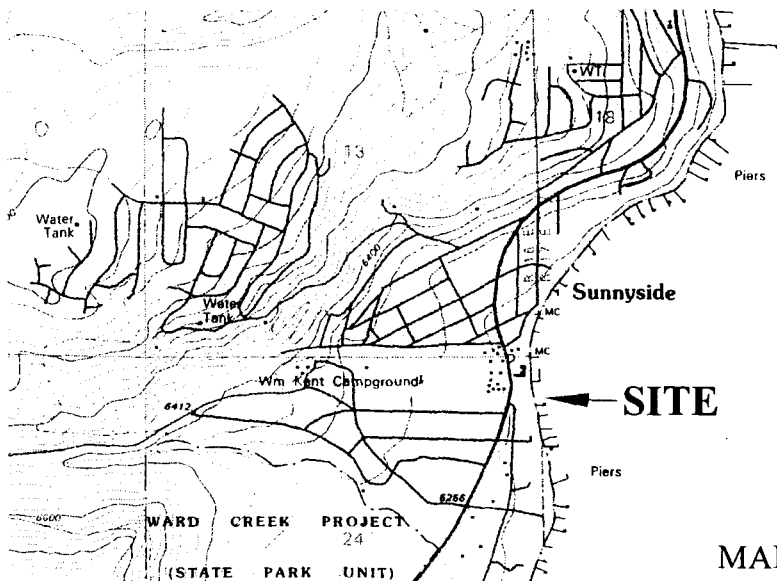 WT
18
13
Piers
Water
Tank
6400
Sunnyside
MC
Water
Tank
MC
Wm Kent Campground
6412
SITE
Piers
6266
6600
WARD CREEK PROJECT
24
(STATE PARK UNIT)